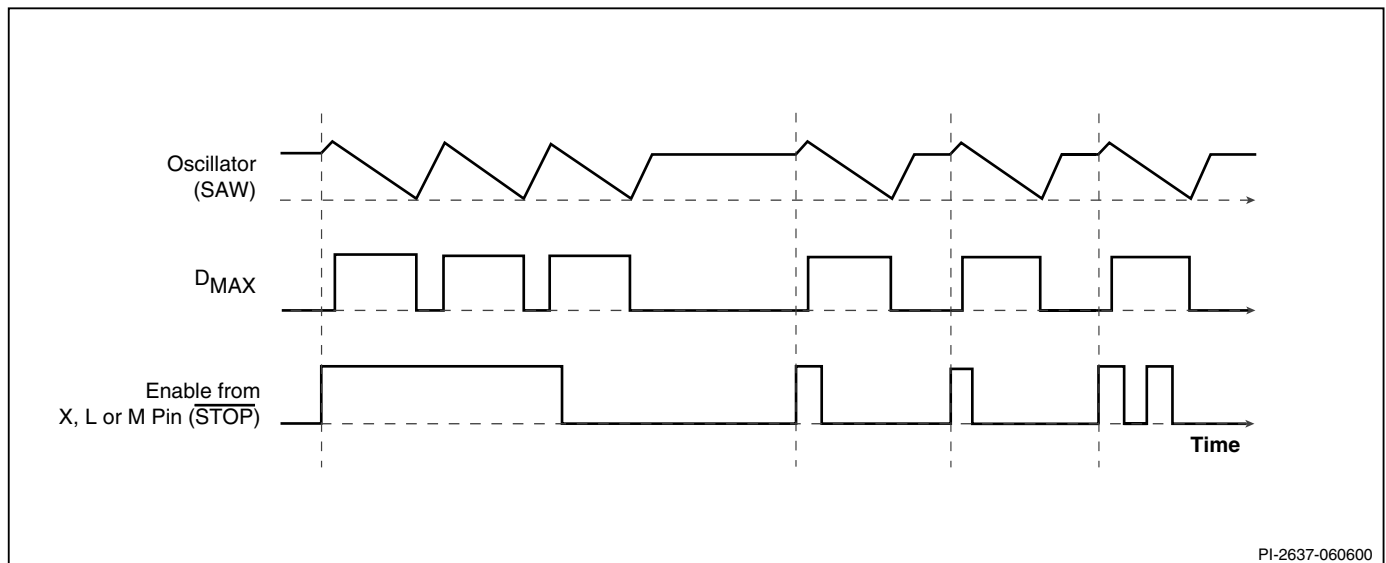 Oscillator
(SAW)
DMAX
Enable from
X, L or M Pin (STOP)
Time
PI-2637-060600